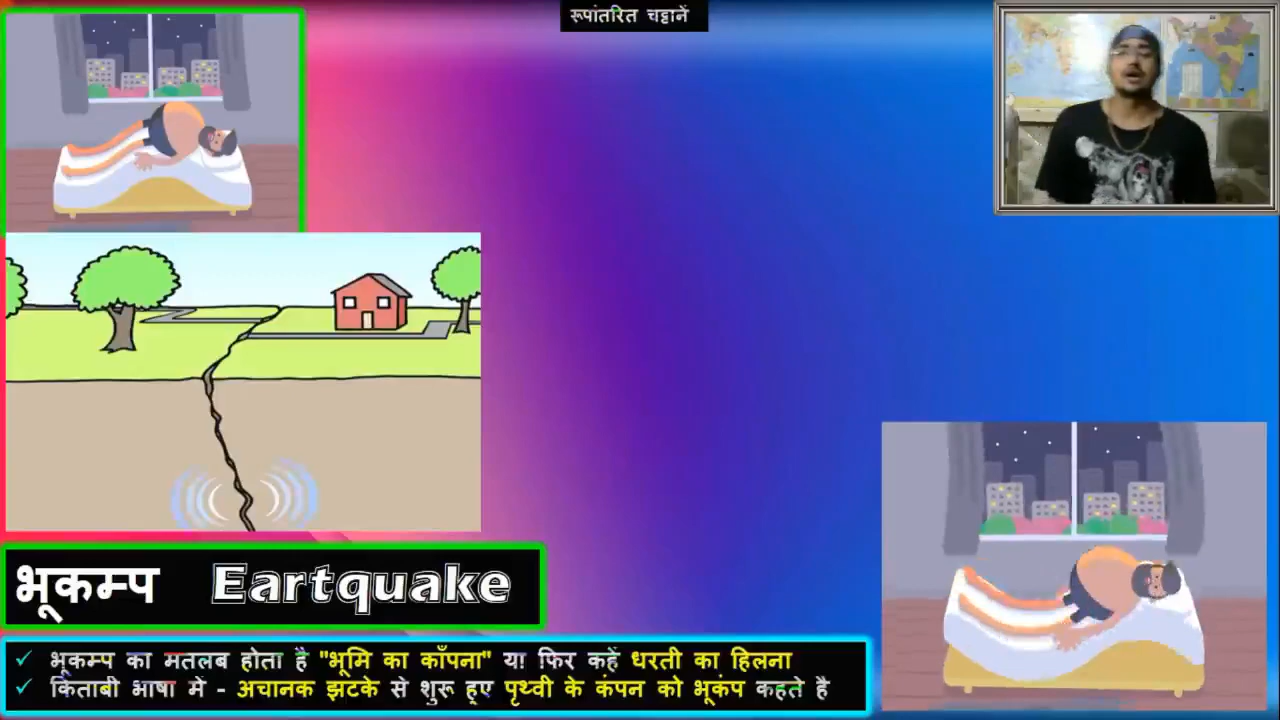 रूपांतरित चट्टानें
भूकम्प Eartquake
✓ भूकम्प का मतलब होता है "भूमि का काँपना" या फिर कहें धरती का हिलना
✓ किताबी भाषा में - अचानक झटके से शुरू हुए पृथ्वी के कंपन को भूकंप कहते है